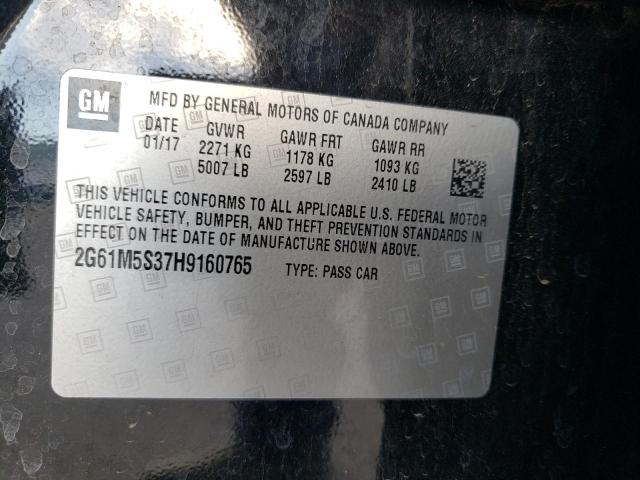 GM
MFD BY GENERAL MOTORS OF CANADA COMPANY
DATE GVWR GAWR FRT GAWR RR
01/17 2271 KG 1178 KG 1093 KG
5007 LB 2597 LB 2410 LB
THIS VEHICLE CONFORMS TO ALL APPLICABLE U.S. FEDERAL MOTOR
VEHICLE SAFETY, BUMPER, AND THEFT PREVENTION STANDARDS IN
EFFECT ON THE DATE OF MANUFACTURE SHOWN ABOVE.
2G61M5S37H9160765 TYPE: PASS CAR